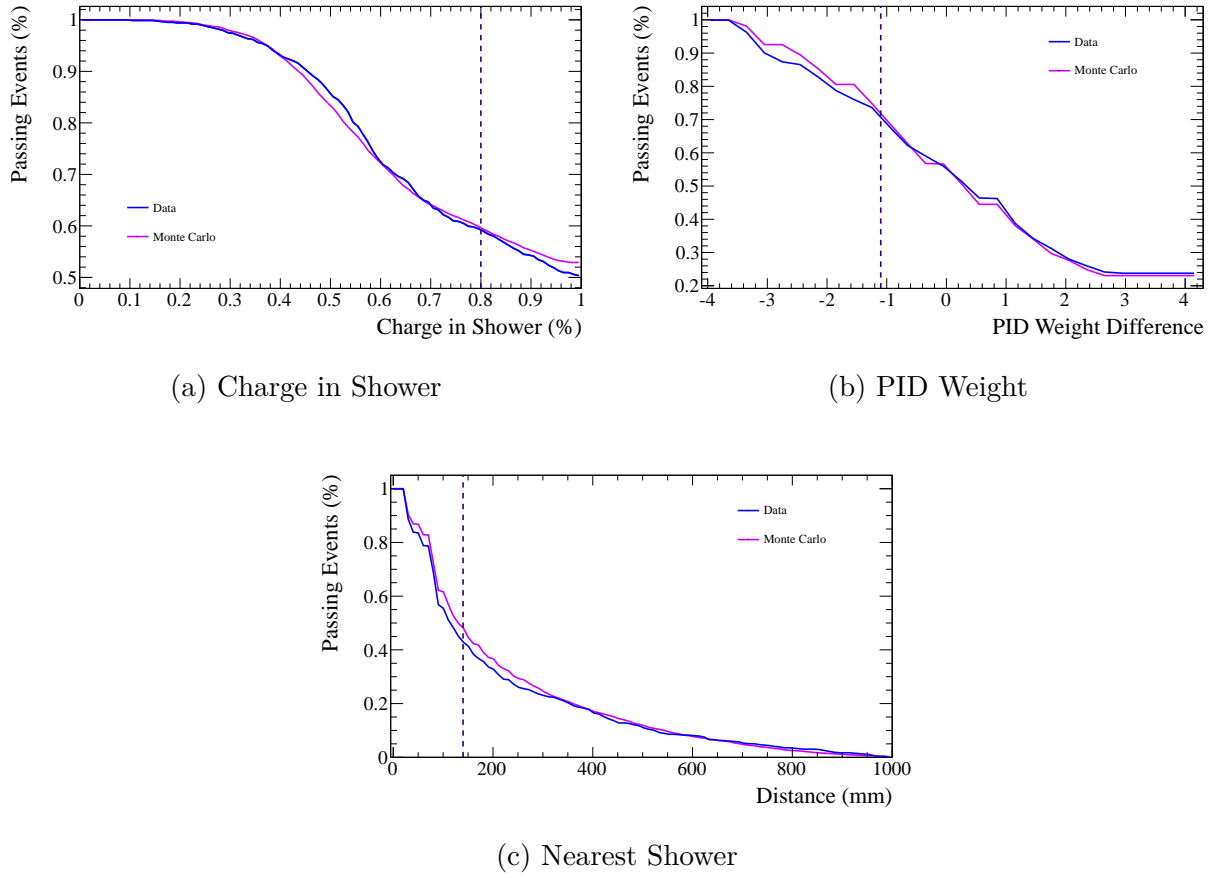 Passing Events (%)
1
0.9
0.8
0.7
0.6
0.5
Data
Monte Carlo
0 0.1 0.2 0.3 0.4 0.5 0.6 0.7 0.8 0.9 1
Charge in Shower (%)
(a) Charge in Shower
Passing Events (%)
1
0.9
0.8
0.7
0.6
0.5
0.4
0.3
0.2
Data
Monte Carlo
-4 -3 -2 -1 0 1 2 3 4
PID Weight Difference
(b) PID Weight
Passing Events (%)
1
0.8
0.6
0.4
0.2
0
Data
Monte Carlo
0 200 400 600 800 1000
Distance (mm)
(c) Nearest Shower